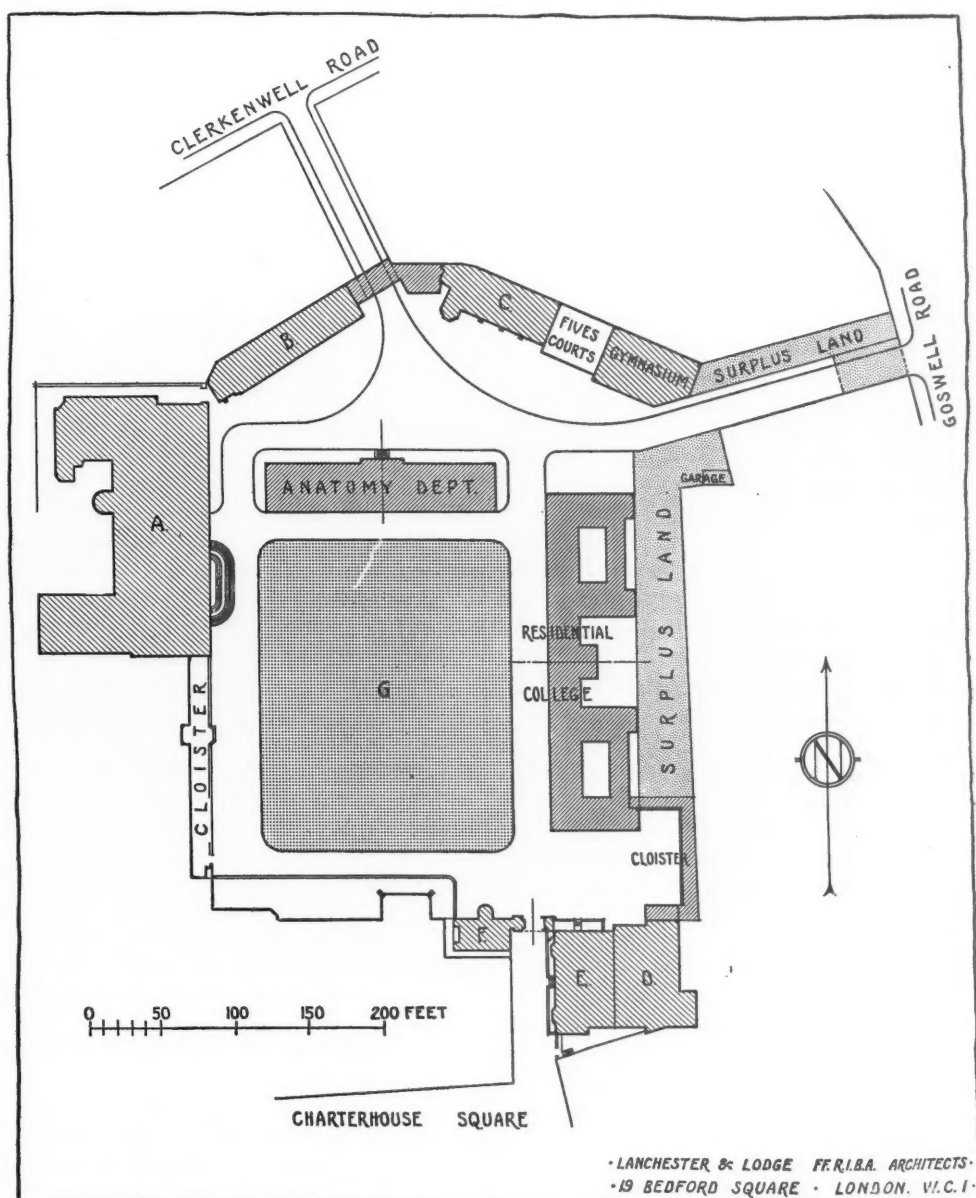 CLERKENWELL ROAD
GOSWELL ROAD
B.
C.
FIVES
COURTS
GYMNASIUM
SURPLUS LAND
A.
ANATOMY DEPT.
GARAGE
SURPLUS LAND.
RESIDENTIAL
COLLEGE
G
CLOISTER
CLOISTER
F.
E.
D.
0 50 100 150 200 FEET
CHARTERHOUSE SQUARE
· LANCHESTER & LODGE FF.R.I.B.A. ARCHITECTS ·
· 19 BEDFORD SQUARE · LONDON. W.C.1 ·